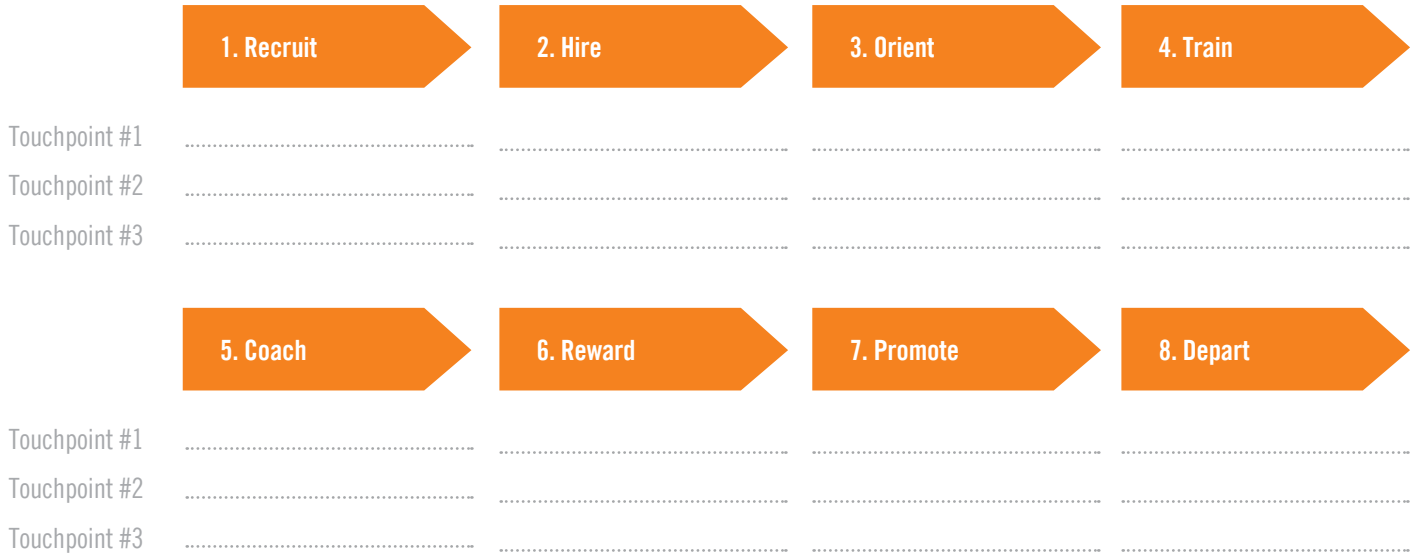 1. Recruit 2. Hire 3. Orient 4. Train
Touchpoint #1
Touchpoint #2
Touchpoint #3
5. Coach 6. Reward 7. Promote 8. Depart
Touchpoint #1
Touchpoint #2
Touchpoint #3